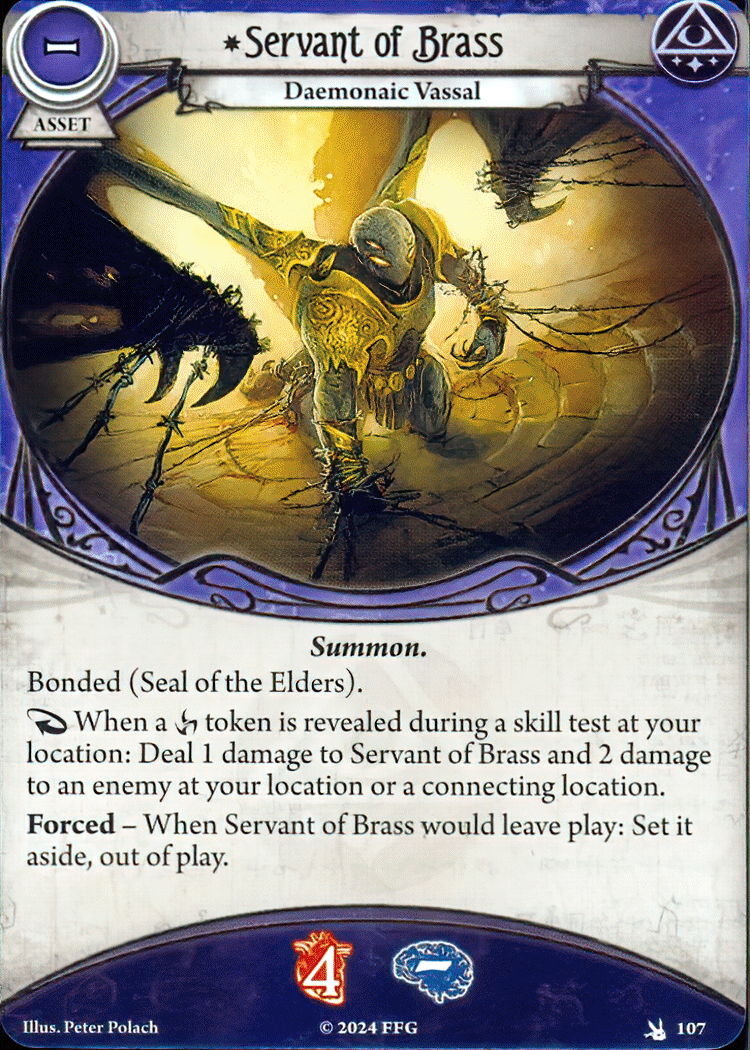 –
Servant of Brass
ASSET
Daemonaic Vassal
Summon.
Bonded (Seal of the Elders).
When a token is revealed during a skill test at your
location: Deal 1 damage to Servant of Brass and 2 damage
to an enemy at your location or a connecting location.
Forced – When Servant of Brass would leave play: Set it
aside, out of play.
4 –
Illus. Peter Polach © 2024 FFG 107